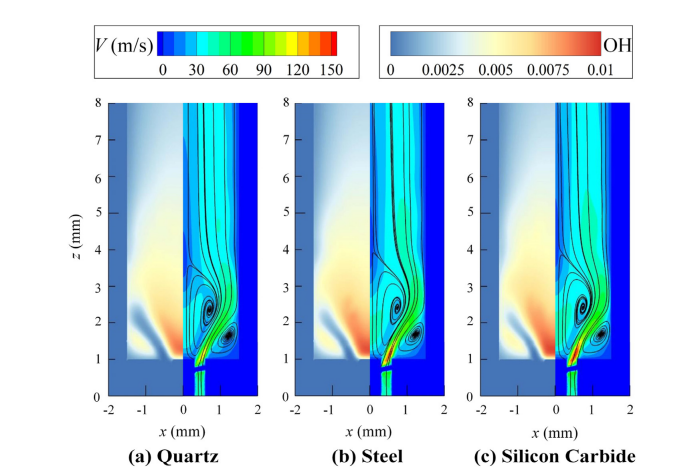 V (m/s)
0 30 60 90 120 150
OH
0 0.0025 0.005 0.0075 0.01
8 8 8
7 7 7
6 6 6
5 5 5
z (mm)
4 4 4
3 3 3
2 2 2
1 1 1
0 0 0
-2 -1 0 1 2 -2 -1 0 1 2 -2 -1 0 1 2
x (mm) x (mm) x (mm)
(a) Quartz (b) Steel (c) Silicon Carbide